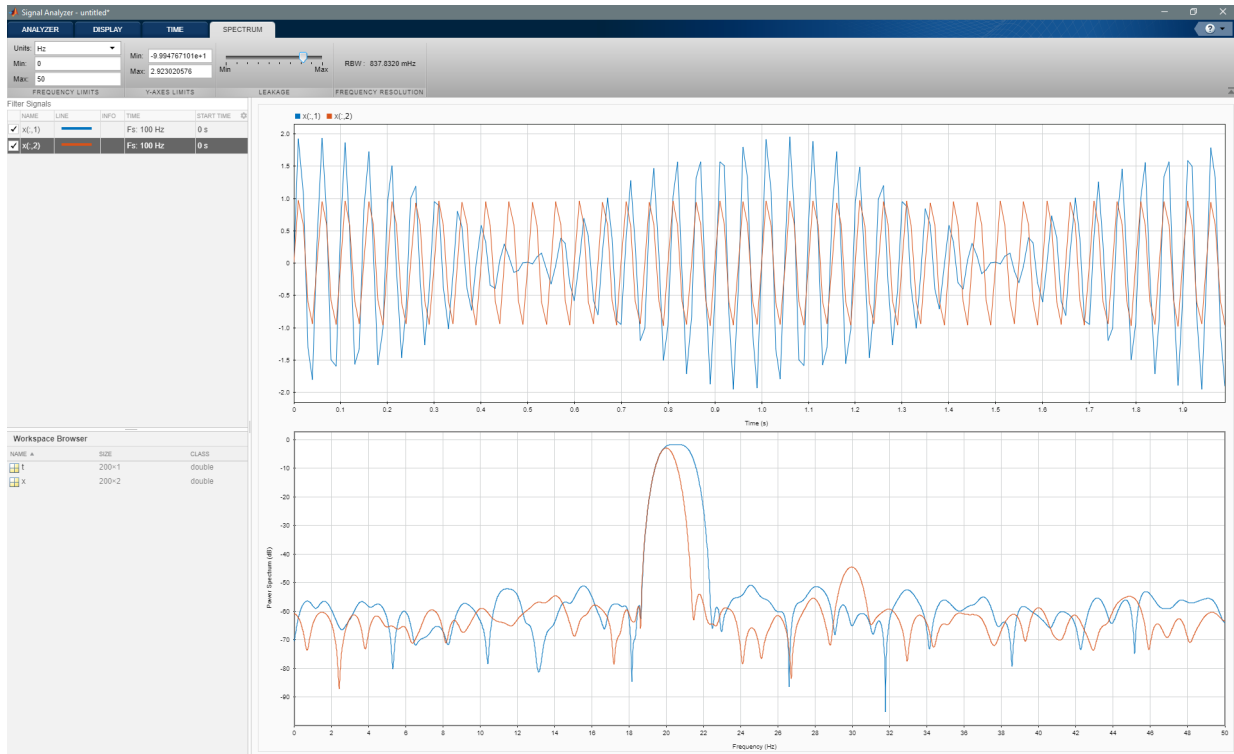 Signal Analyzer - untitled*
ANALYZER DISPLAY TIME SPECTRUM
Units: Hz
Min: 0
Max: 50
Min: -9.994767101e+1
Max: 2.923020576
Min Max
RBW : 837.8320 mHz
FREQUENCY LIMITS Y-AXES LIMITS LEAKAGE FREQUENCY RESOLUTION
Filter Signals
NAME LINE INFO TIME START TIME
x(:,1) Fs: 100 Hz 0 s
x(:,2) Fs: 100 Hz 0 s
Workspace Browser
NAME SIZE CLASS
t 200×1 double
x 200×2 double
x(:,1) x(:,2)
2.0
1.5
1.0
0.5
0
-0.5
-1.0
-1.5
-2.0
0 0.1 0.2 0.3 0.4 0.5 0.6 0.7 0.8 0.9 1.0 1.1 1.2 1.3 1.4 1.5 1.6 1.7 1.8 1.9
Time (s)
Power Spectrum (dB)
0
-10
-20
-30
-40
-50
-60
-70
-80
-90
0 2 4 6 8 10 12 14 16 18 20 22 24 26 28 30 32 34 36 38 40 42 44 46 48 50
Frequency (Hz)